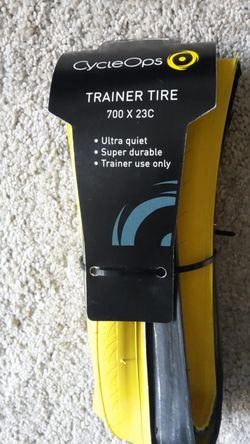 CycleOps
TRAINER TIRE
700 X 23C
• Ultra quiet
• Super durable
• Trainer use only